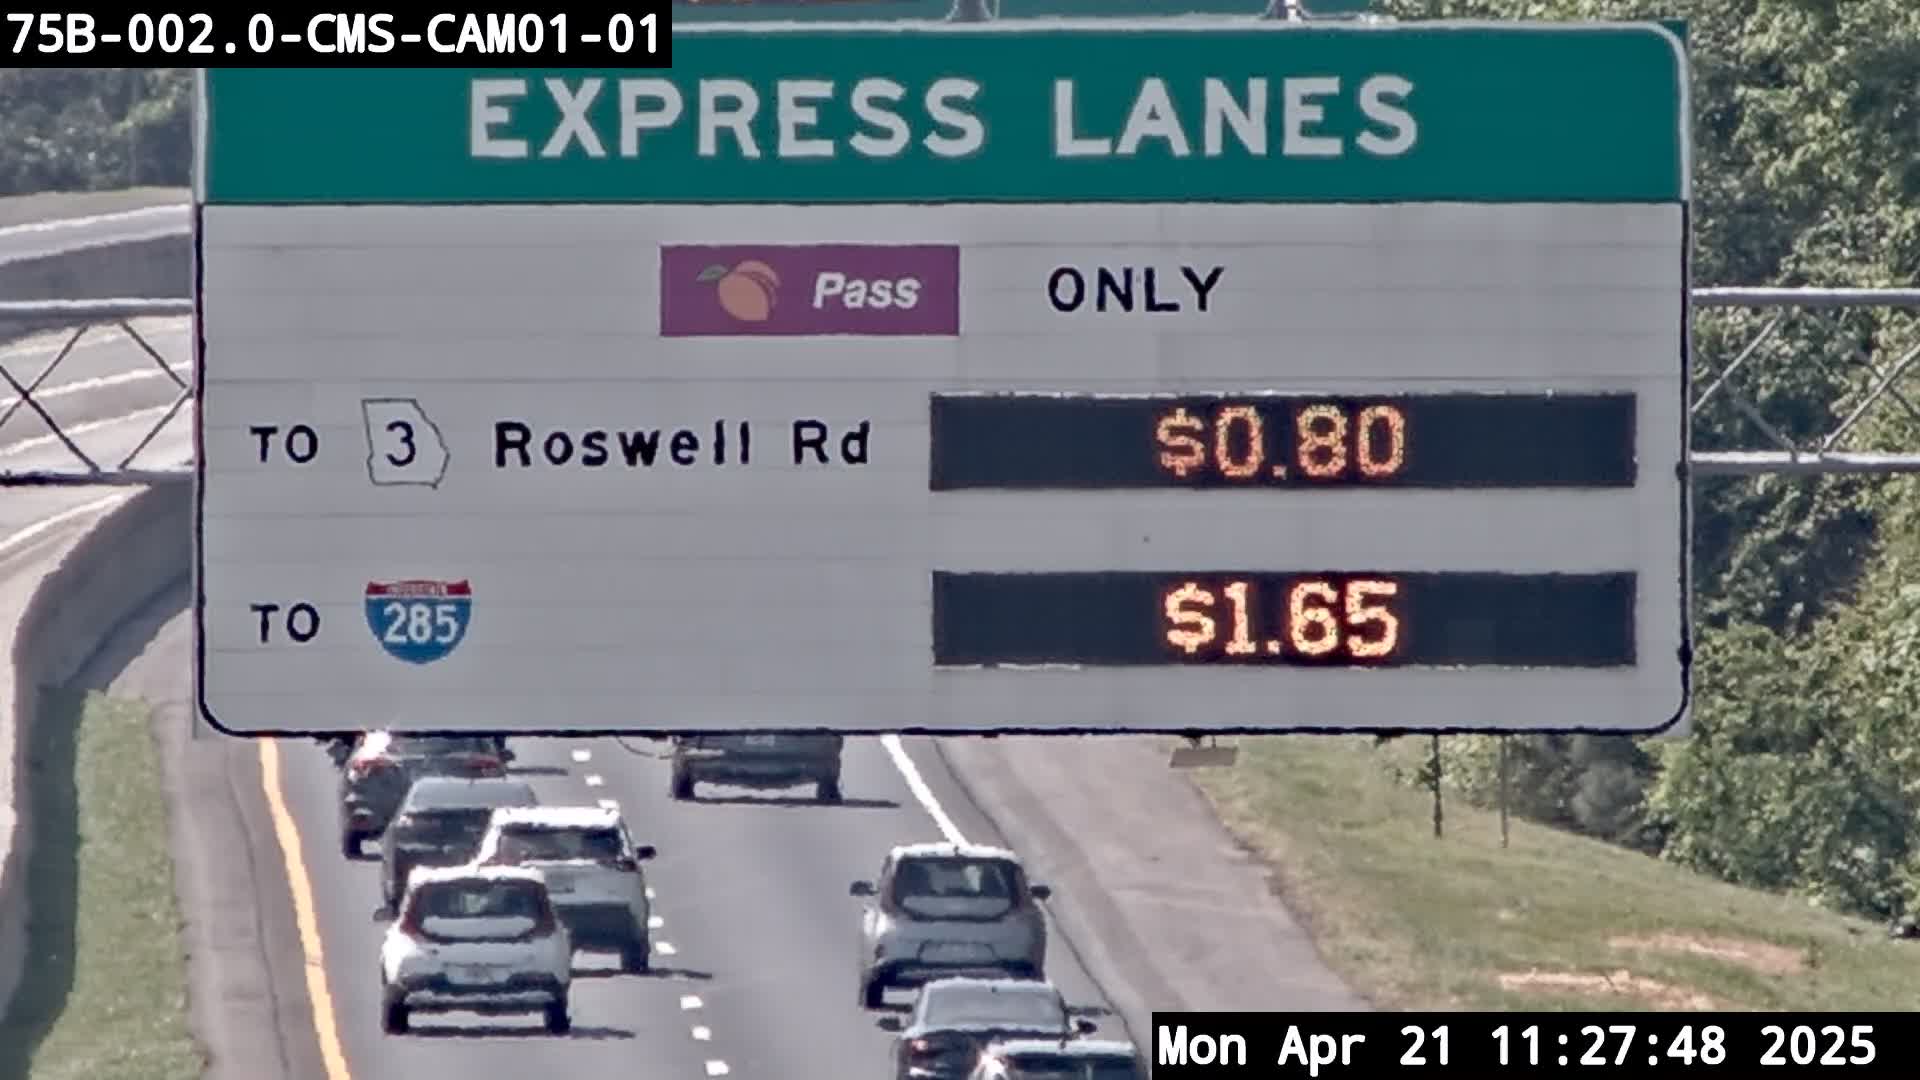 75B-002.0-CMS-CAM01-01
EXPRESS LANES
Pass ONLY
TO 3 Roswell Rd $0.80
TO INTERSTATE 285 $1.65
Mon Apr 21 11:27:48 2025